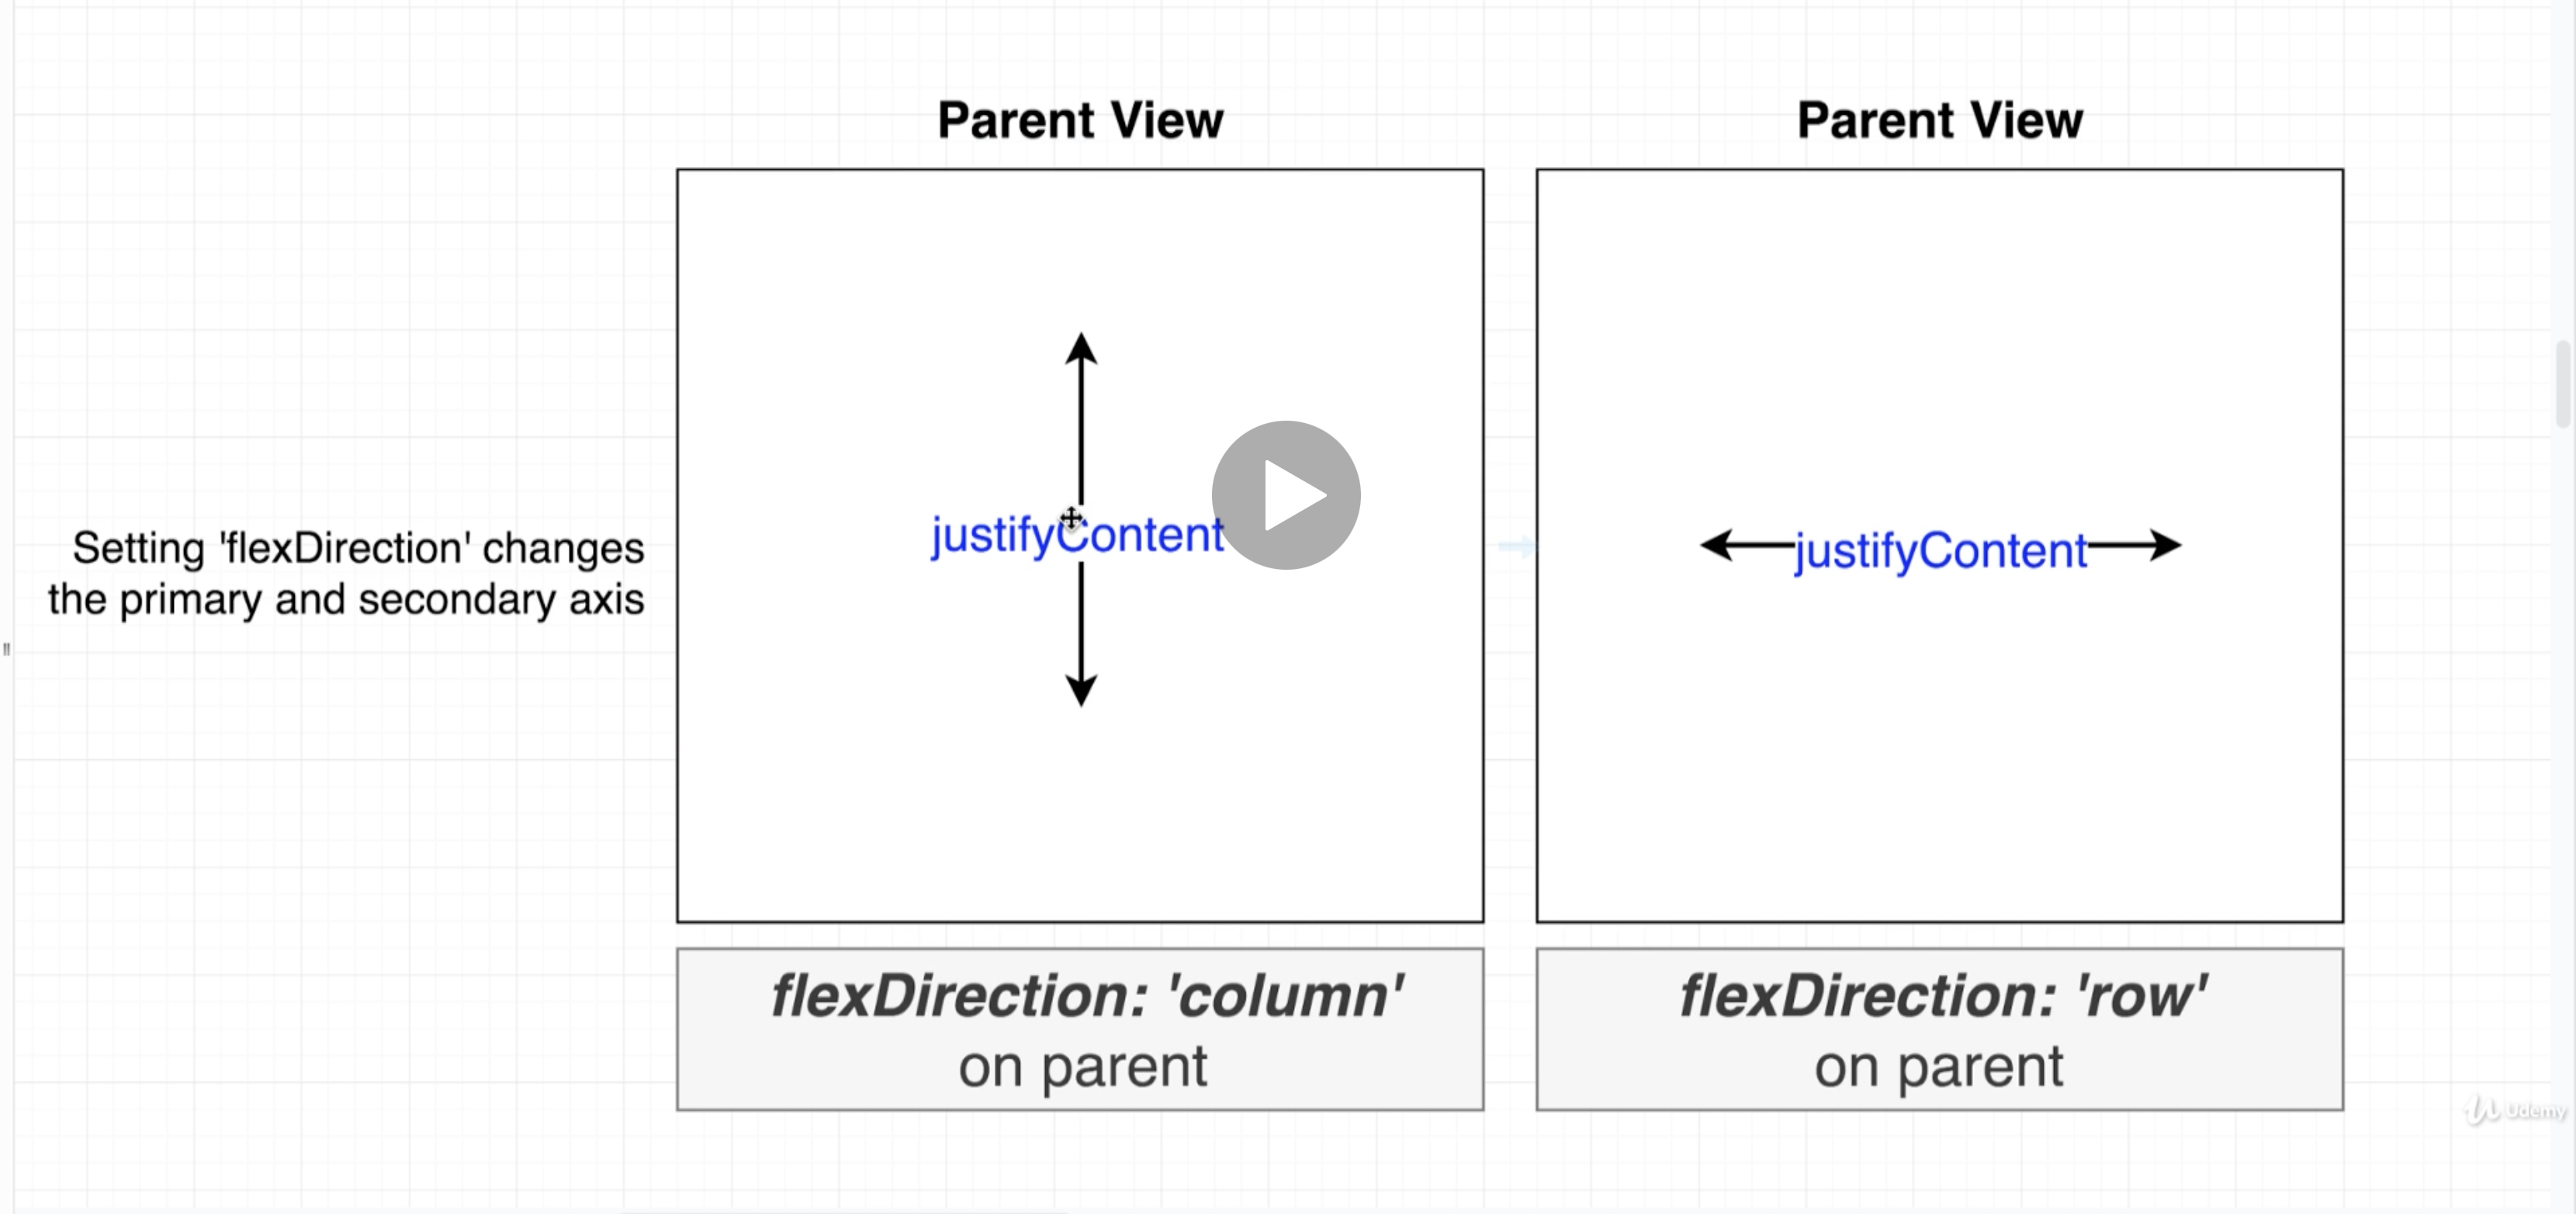 Parent View
Parent View
justifyContent
justifyContent
Setting 'flexDirection' changes
the primary and secondary axis
flexDirection: 'column'
on parent
flexDirection: 'row'
on parent
Udemy